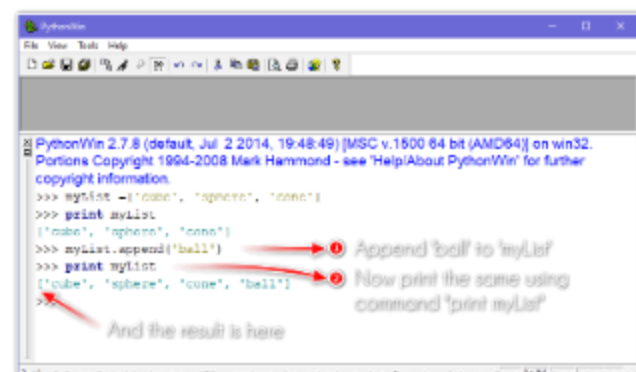 PythonWin
File View Tools Help
PythonWin 2.7.8 (default, Jul 2 2014, 19:48:49) [MSC v.1500 64 bit (AMD64)] on win32.
Portions Copyright 1994-2008 Mark Hammond - see 'Help/About PythonWin' for further
copyright information.
>>> myList =['cube', 'sphere', 'cone']
>>> print myList
['cube', 'sphere', 'cone']
>>> myList.append('ball')
1 Append 'ball' to 'myList'
>>> print myList
2 Now print the same using
command "print myList"
['cube', 'sphere', 'cone', 'ball']
>>>
And the result is here